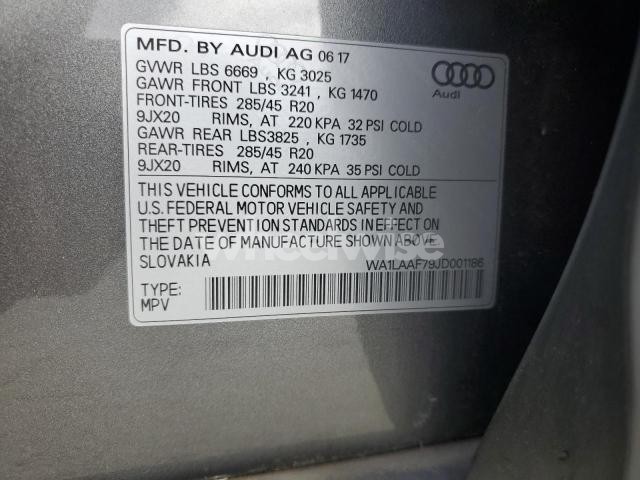 MFD. BY AUDI AG 06 17
GVWR LBS 6669 , KG 3025
GAWR FRONT LBS 3241 , KG 1470
FRONT-TIRES 285/45 R20
9JX20 RIMS, AT 220 KPA 32 PSI COLD
GAWR REAR LBS3825 , KG 1735
REAR-TIRES 285/45 R20
9JX20 RIMS, AT 240 KPA 35 PSI COLD
Audi
THIS VEHICLE CONFORMS TO ALL APPLICABLE
U.S. FEDERAL MOTOR VEHICLE SAFETY AND
THEFT PREVENTION STANDARDS IN EFFECT ON
THE DATE OF MANUFACTURE SHOWN ABOVE.
SLOVAKIA
WA1LAAF79JD001186
TYPE:
MPV
wheelwise